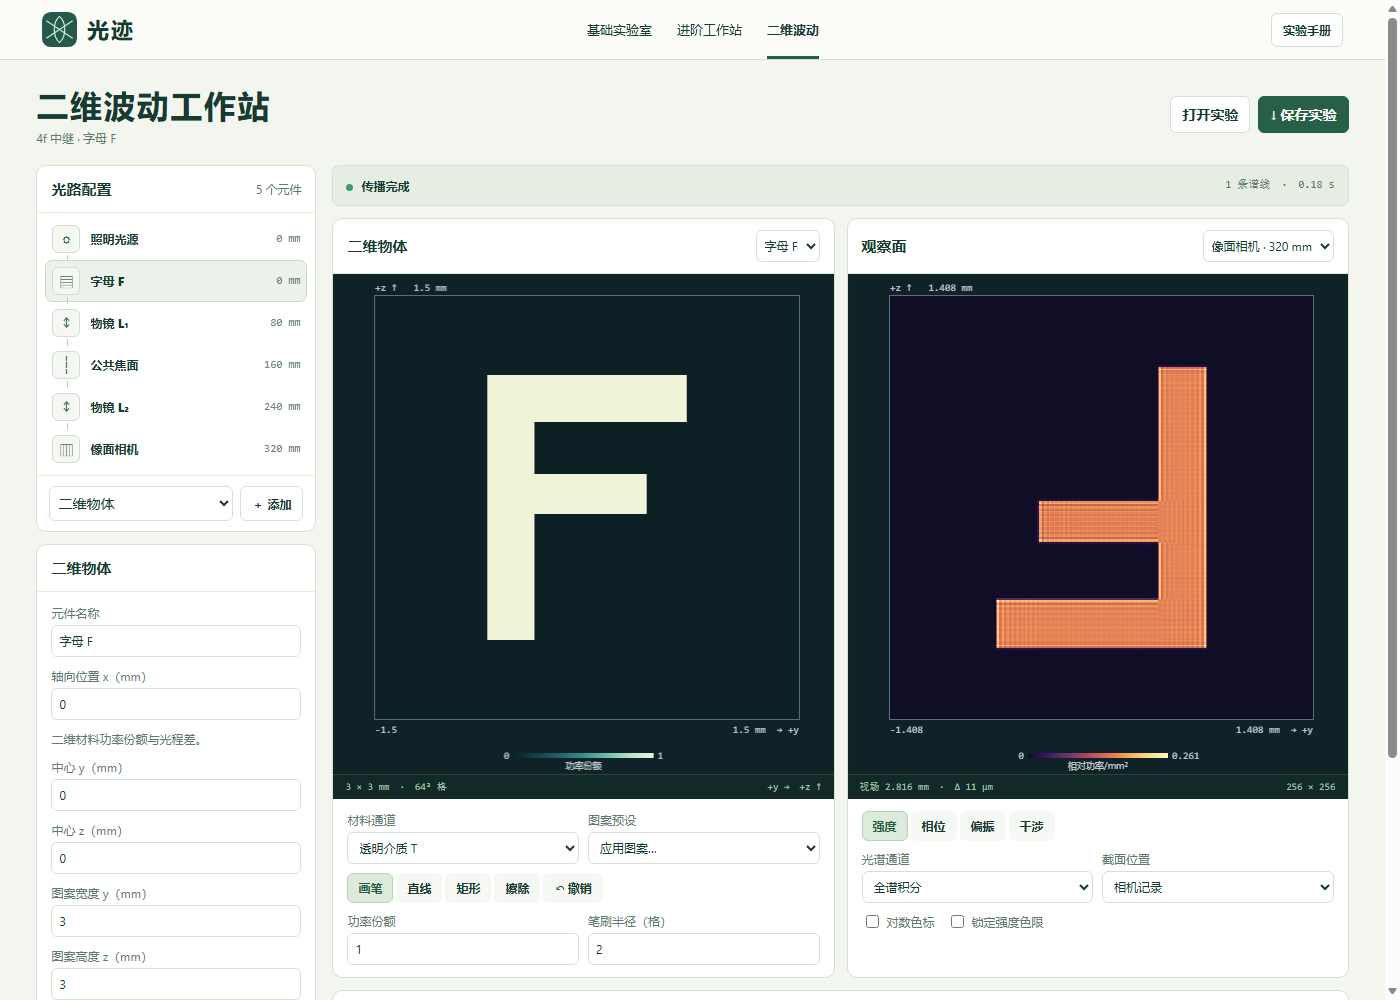 光迹
基础实验室
进阶工作站
二维波动
实验手册
二维波动工作站
4f 中继 · 字母 F
打开实验
↓ 保存实验
光路配置
5 个元件
照明光源
0 mm
字母 F
0 mm
物镜 L₁
80 mm
公共焦面
160 mm
物镜 L₂
240 mm
像面相机
320 mm
二维物体
+ 添加
二维物体
元件名称
字母 F
轴向位置 x（mm）
0
二维材料功率份额与光程差。
中心 y（mm）
0
中心 z（mm）
0
图案宽度 y（mm）
3
图案高度 z（mm）
3
传播完成
1 条谱线 · 0.18 s
二维物体
字母 F
+z ↑ 1.5 mm
F
-1.5
1.5 mm → +y
0
1
功率份额
3 × 3 mm · 64² 格
+y → +z ↑
材料通道
图案预设
透明介质 T
应用图案...
画笔
直线
矩形
擦除
↶ 撤销
功率份额
笔刷半径（格）
1
2
观察面
像面相机 · 320 mm
+z ↑ 1.408 mm
-1.408
1.408 mm → +y
0
0.261
相对功率/mm²
视场 2.816 mm · Δ 11 μm
256 × 256
强度
相位
偏振
干涉
光谱通道
截面位置
全谱积分
相机记录
对数色标
锁定强度色限